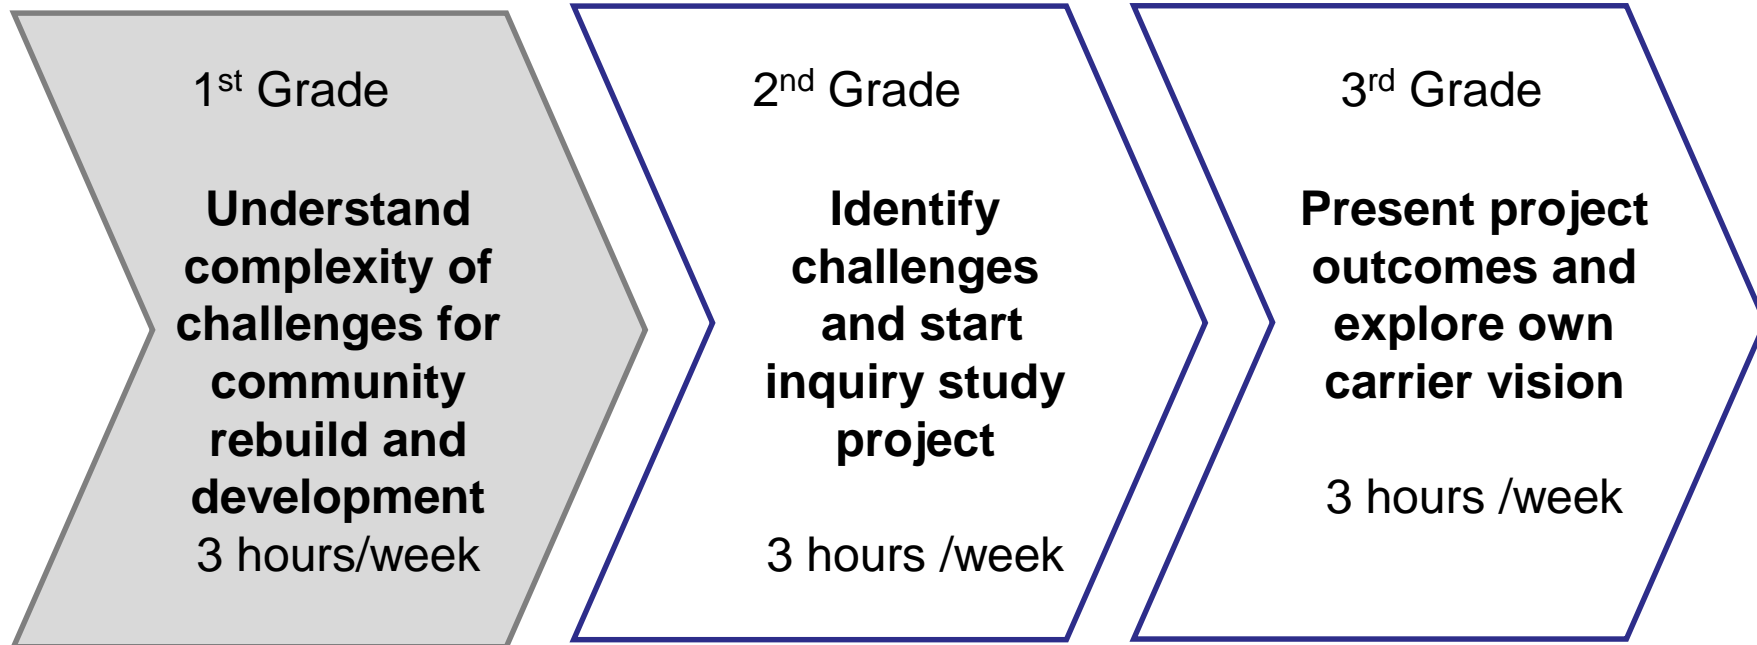 1st Grade
Understand
complexity of
challenges for
community
rebuild and
development
3 hours/week
2nd Grade
Identify
challenges
and start
inquiry study
project
3 hours /week
3rd Grade
Present project
outcomes and
explore own
carrier vision
3 hours /week